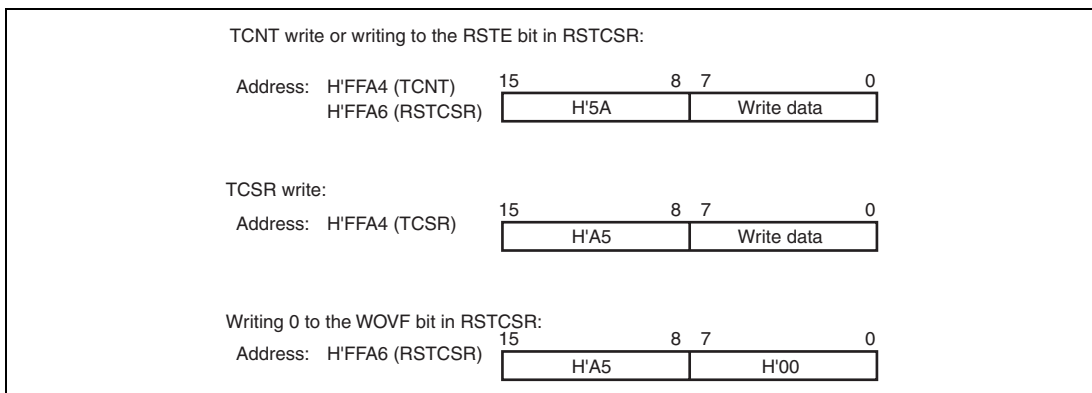 TCNT write or writing to the RSTE bit in RSTCSR:
15 8 7 0
Address: H'FFA4 (TCNT)
H'FFA6 (RSTCSR) H'5A Write data
TCSR write:
15 8 7 0
Address: H'FFA4 (TCSR)
H'A5 Write data
Writing 0 to the WOVF bit in RSTCSR:
15 8 7 0
Address: H'FFA6 (RSTCSR)
H'A5 H'00